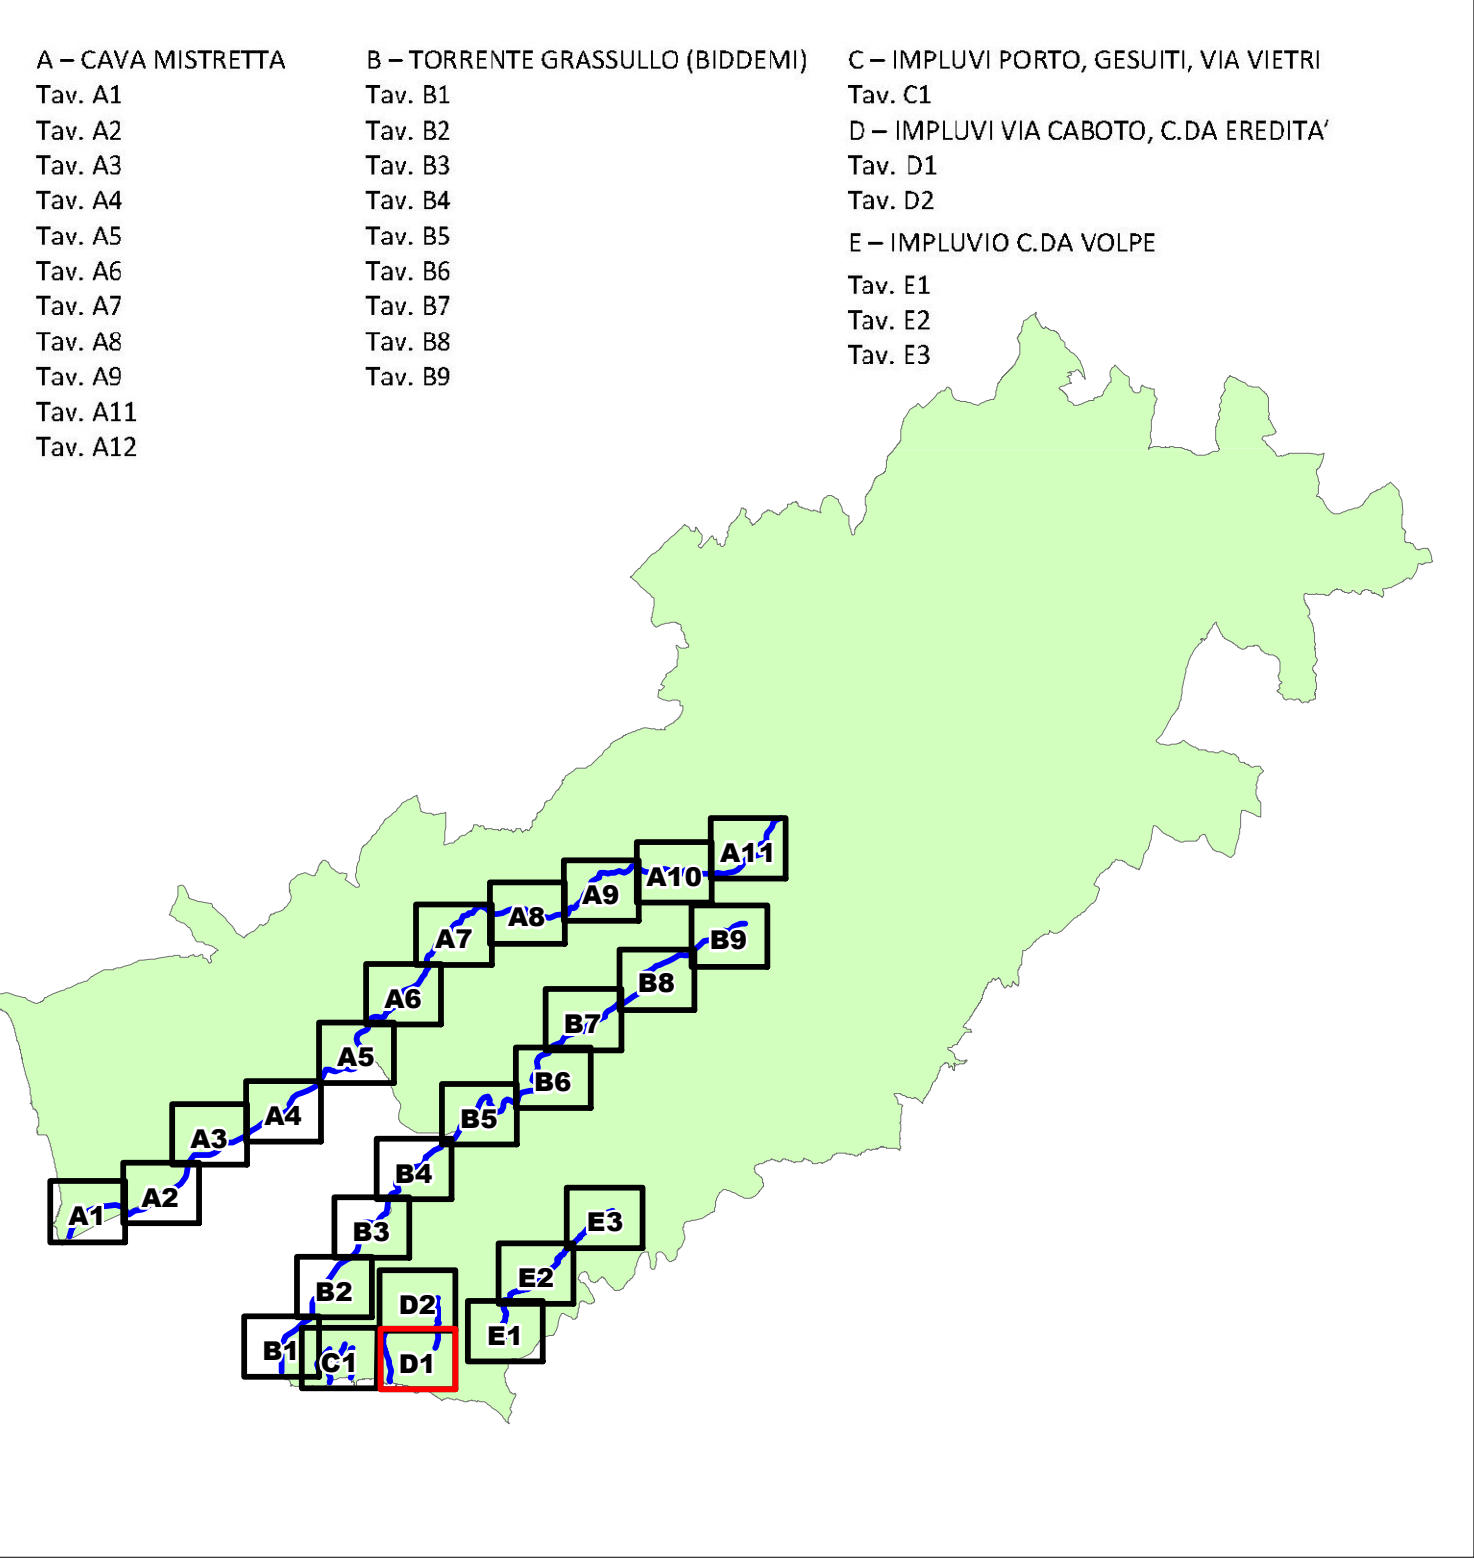 A – CAVA MISTRETTA
Tav. A1
Tav. A2
Tav. A3
Tav. A4
Tav. A5
Tav. A6
Tav. A7
Tav. A8
Tav. A9
Tav. A11
Tav. A12
B – TORRENTE GRASSULLO (BIDDEMI)
Tav. B1
Tav. B2
Tav. B3
Tav. B4
Tav. B5
Tav. B6
Tav. B7
Tav. B8
Tav. B9
C – IMPLUVI PORTO, GESUITI, VIA VIETRI
Tav. C1
D – IMPLUVI VIA CABOTO, C.DA EREDITA’
Tav. D1
Tav. D2
E – IMPLUVIO C.DA VOLPE
Tav. E1
Tav. E2
Tav. E3
A11
A10
A9
A8
A7
A6
A5
A4
A3
A2
A1
B9
B8
B7
B6
B5
B4
B3
B2
B1
C1
D2
D1
E3
E2
E1